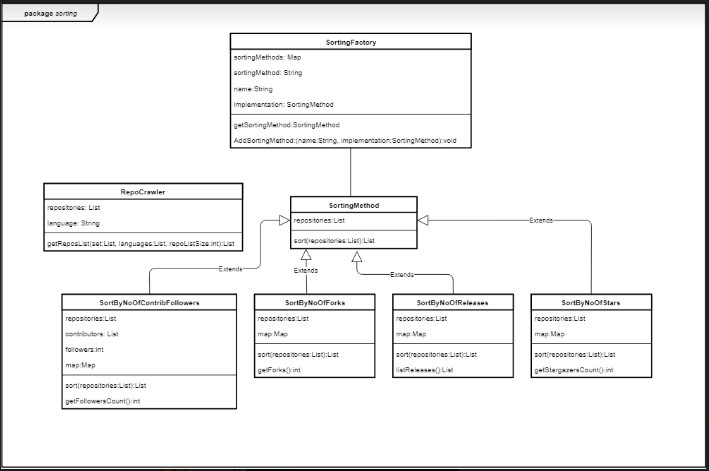 package sorting
SortingFactory
sortingMethods: Map
sortingMethod: String
name:String
implementation: SortingMethod
getSortingMethod:SortingMethod
AddSortingMethod:(name:String, implementation:SortingMethod):void
RepoCrawler
repositories: List
language: String
getReposList(set:List, languages:List, repoListSize:int):List
SortingMethod
repositories:List
sort(repositories:List):List
Extends
Extends
Extends
Extends
SortByNoOfContribFollowers
repositories:List
contributors: List
followers:int
map:Map
sort(repositories:List):List
getFollowersCount():int
SortByNoOfForks
repositories:List
map:Map
sort(repositories:List):List
getForks():int
SortByNoOfReleases
repositories:List
map:Map
sort(repositories:List):List
listReleases():List
SortByNoOfStars
repositories:List
map:Map
sort(repositories:List):List
getStargazersCount():int